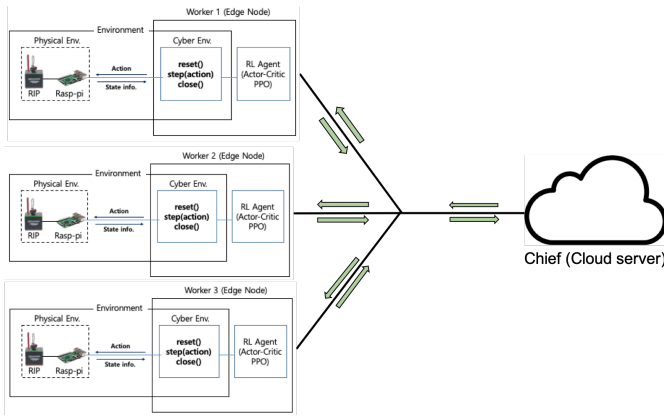 Worker 1 (Edge Node)
Environment
Physical Env.
Cyber Env.
Action
State info.
RIP
Rasp-pi
reset()
step(action)
close()
RL Agent
(Actor-Critic
PPO)
Worker 2 (Edge Node)
Environment
Physical Env.
Cyber Env.
Action
State info.
RIP
Rasp-pi
reset()
step(action)
close()
RL Agent
(Actor-Critic
PPO)
Worker 3 (Edge Node)
Environment
Physical Env.
Cyber Env.
Action
State info.
RIP
Rasp-pi
reset()
step(action)
close()
RL Agent
(Actor-Critic
PPO)
Chief (Cloud server)